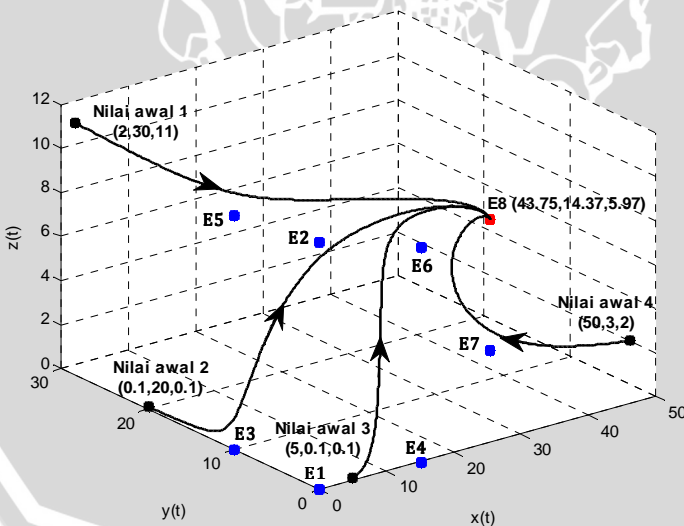 12
10
8
6
4
2
0
z(t)
Nilai awal 1
(2,30,11)
E5
E2
E6
E8 (43.75,14.37,5.97)
Nilai awal 4
(50,3,2)
E7
Nilai awal 2
(0.1,20,0.1)
Nilai awal 3
(5,0.1,0.1)
E3
E1
E4
30
20
10
0
y(t)
0
10
20
30
40
50
x(t)